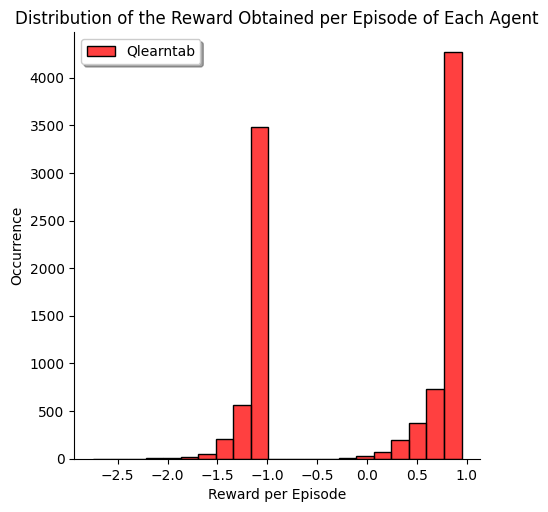 Distribution of the Reward Obtained per Episode of Each Agent
Qlearntab
4000
3500
3000
2500
2000
1500
1000
500
0
Occurrence
−2.5 −2.0 −1.5 −1.0 −0.5 0.0 0.5 1.0
Reward per Episode